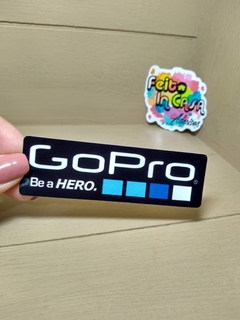 Feito
In CASA
GoPro
Be a HERO.